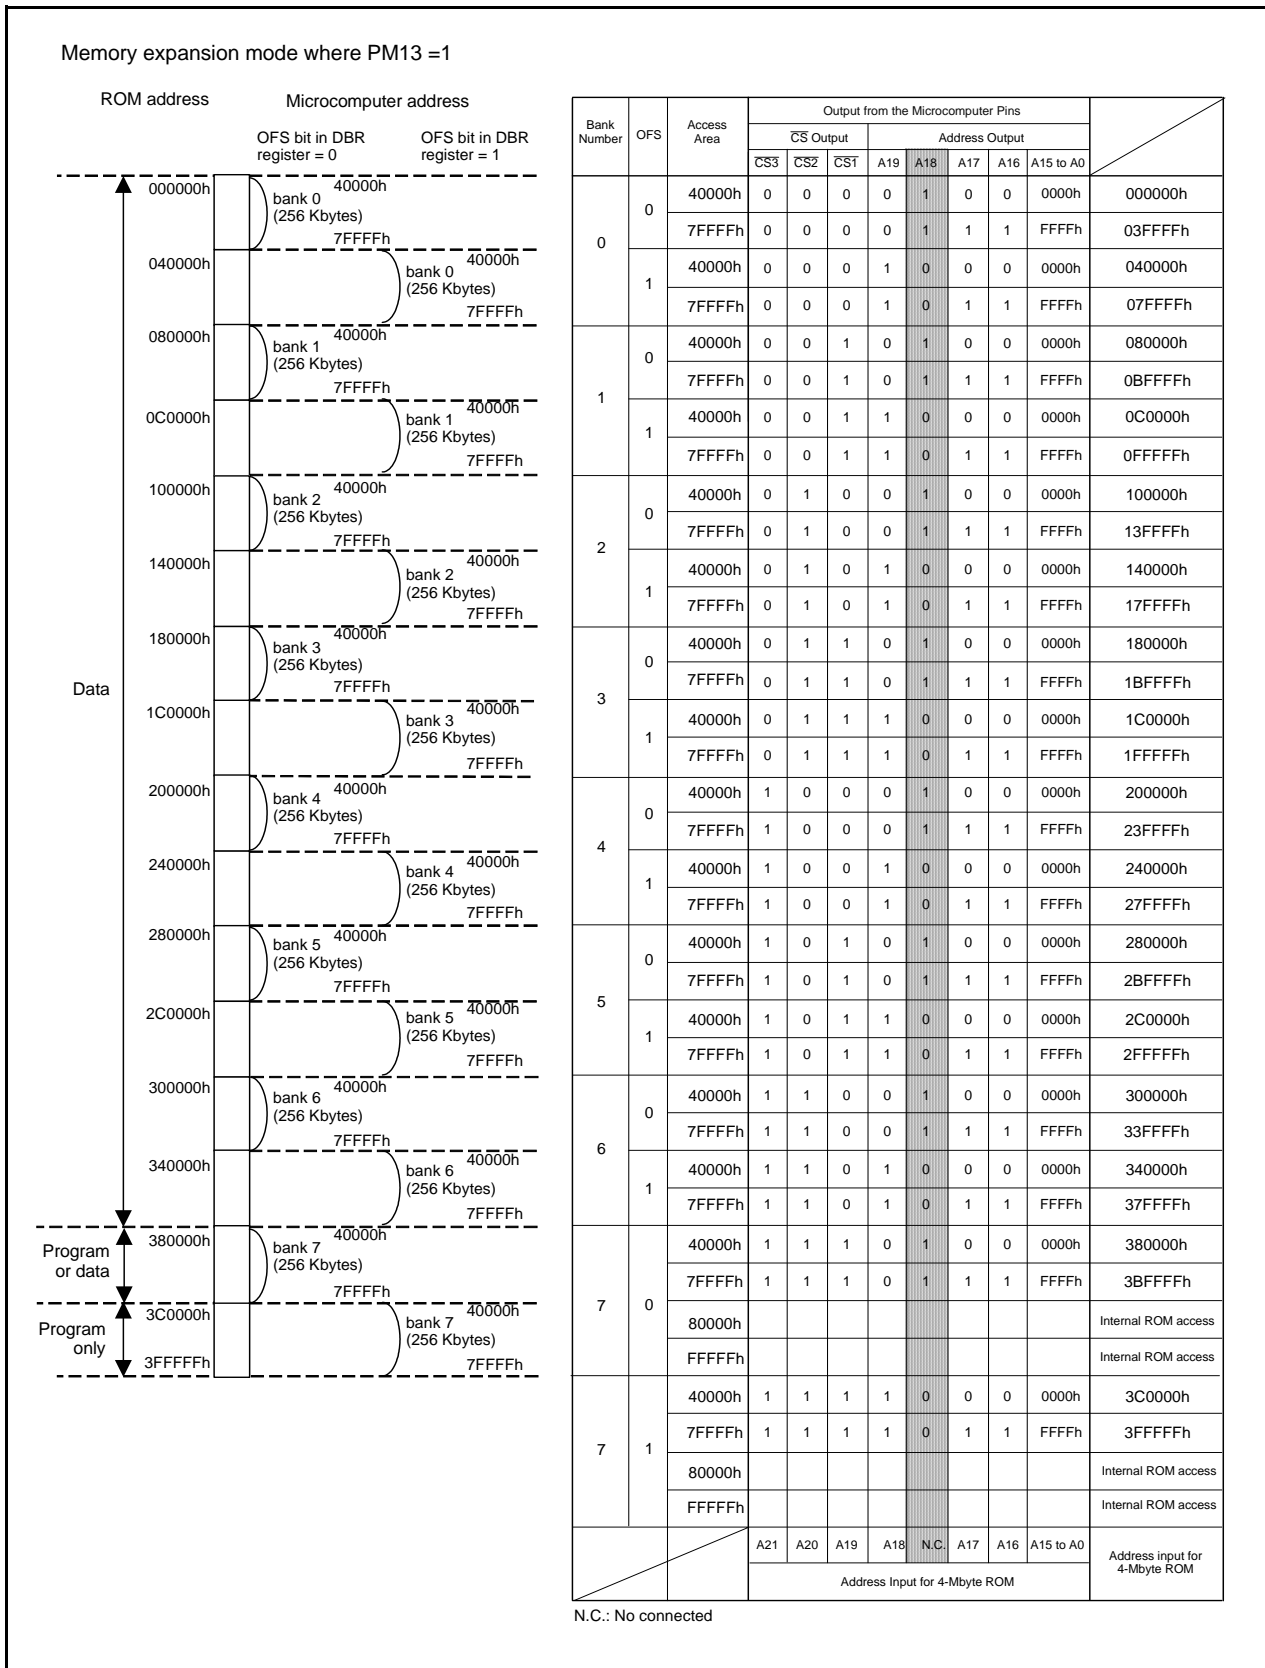 Memory expansion mode where PM13 =1
ROM address
Microcomputer address
OFS bit in DBR register = 0
OFS bit in DBR register = 1
000000h
bank 0 (256 Kbytes) 40000h 7FFFFh
040000h
bank 0 (256 Kbytes) 40000h 7FFFFh
080000h
bank 1 (256 Kbytes) 40000h 7FFFFh
0C0000h
bank 1 (256 Kbytes) 40000h 7FFFFh
100000h
bank 2 (256 Kbytes) 40000h 7FFFFh
140000h
bank 2 (256 Kbytes) 40000h 7FFFFh
180000h
bank 3 (256 Kbytes) 40000h 7FFFFh
Data
1C0000h
bank 3 (256 Kbytes) 40000h 7FFFFh
200000h
bank 4 (256 Kbytes) 40000h 7FFFFh
240000h
bank 4 (256 Kbytes) 40000h 7FFFFh
280000h
bank 5 (256 Kbytes) 40000h 7FFFFh
2C0000h
bank 5 (256 Kbytes) 40000h 7FFFFh
300000h
bank 6 (256 Kbytes) 40000h 7FFFFh
340000h
bank 6 (256 Kbytes) 40000h 7FFFFh
Program or data
380000h
bank 7 (256 Kbytes) 40000h 7FFFFh
Program only
3C0000h
bank 7 (256 Kbytes) 40000h 7FFFFh
3FFFFFh
Bank Number OFS Access Area Output from the Microcomputer Pins
CS Output Address Output
CS3 CS2 CS1 A19 A18 A17 A16 A15 to A0
0 0 40000h 0 0 0 0 1 0 0 0000h 000000h
7FFFFh 0 0 0 0 1 1 1 FFFFh 03FFFFh
1 40000h 0 0 0 1 0 0 0 0000h 040000h
7FFFFh 0 0 0 1 0 1 1 FFFFh 07FFFFh
1 0 40000h 0 0 1 0 1 0 0 0000h 080000h
7FFFFh 0 0 1 0 1 1 1 FFFFh 0BFFFFh
1 40000h 0 0 1 1 0 0 0 0000h 0C0000h
7FFFFh 0 0 1 1 0 1 1 FFFFh 0FFFFFh
2 0 40000h 0 1 0 0 1 0 0 0000h 100000h
7FFFFh 0 1 0 0 1 1 1 FFFFh 13FFFFh
1 40000h 0 1 0 1 0 0 0 0000h 140000h
7FFFFh 0 1 0 1 0 1 1 FFFFh 17FFFFh
3 0 40000h 0 1 1 0 1 0 0 0000h 180000h
7FFFFh 0 1 1 0 1 1 1 FFFFh 1BFFFFh
1 40000h 0 1 1 1 0 0 0 0000h 1C0000h
7FFFFh 0 1 1 1 0 1 1 FFFFh 1FFFFFh
4 0 40000h 1 0 0 0 1 0 0 0000h 200000h
7FFFFh 1 0 0 0 1 1 1 FFFFh 23FFFFh
1 40000h 1 0 0 1 0 0 0 0000h 240000h
7FFFFh 1 0 0 1 0 1 1 FFFFh 27FFFFh
5 0 40000h 1 0 1 0 1 0 0 0000h 280000h
7FFFFh 1 0 1 0 1 1 1 FFFFh 2BFFFFh
1 40000h 1 0 1 1 0 0 0 0000h 2C0000h
7FFFFh 1 0 1 1 0 1 1 FFFFh 2FFFFFh
6 0 40000h 1 1 0 0 1 0 0 0000h 300000h
7FFFFh 1 1 0 0 1 1 1 FFFFh 33FFFFh
1 40000h 1 1 0 1 0 0 0 0000h 340000h
7FFFFh 1 1 0 1 0 1 1 FFFFh 37FFFFh
7 0 40000h 1 1 1 0 1 0 0 0000h 380000h
7FFFFh 1 1 1 0 1 1 1 FFFFh 3BFFFFh
80000h Internal ROM access
FFFFFh Internal ROM access
7 1 40000h 1 1 1 1 0 0 0 0000h 3C0000h
7FFFFh 1 1 1 1 0 1 1 FFFFh 3FFFFFh
80000h Internal ROM access
FFFFFh Internal ROM access
A21 A20 A19 A18 N.C. A17 A16 A15 to A0 Address input for 4-Mbyte ROM
Address Input for 4-Mbyte ROM
N.C.: No connected